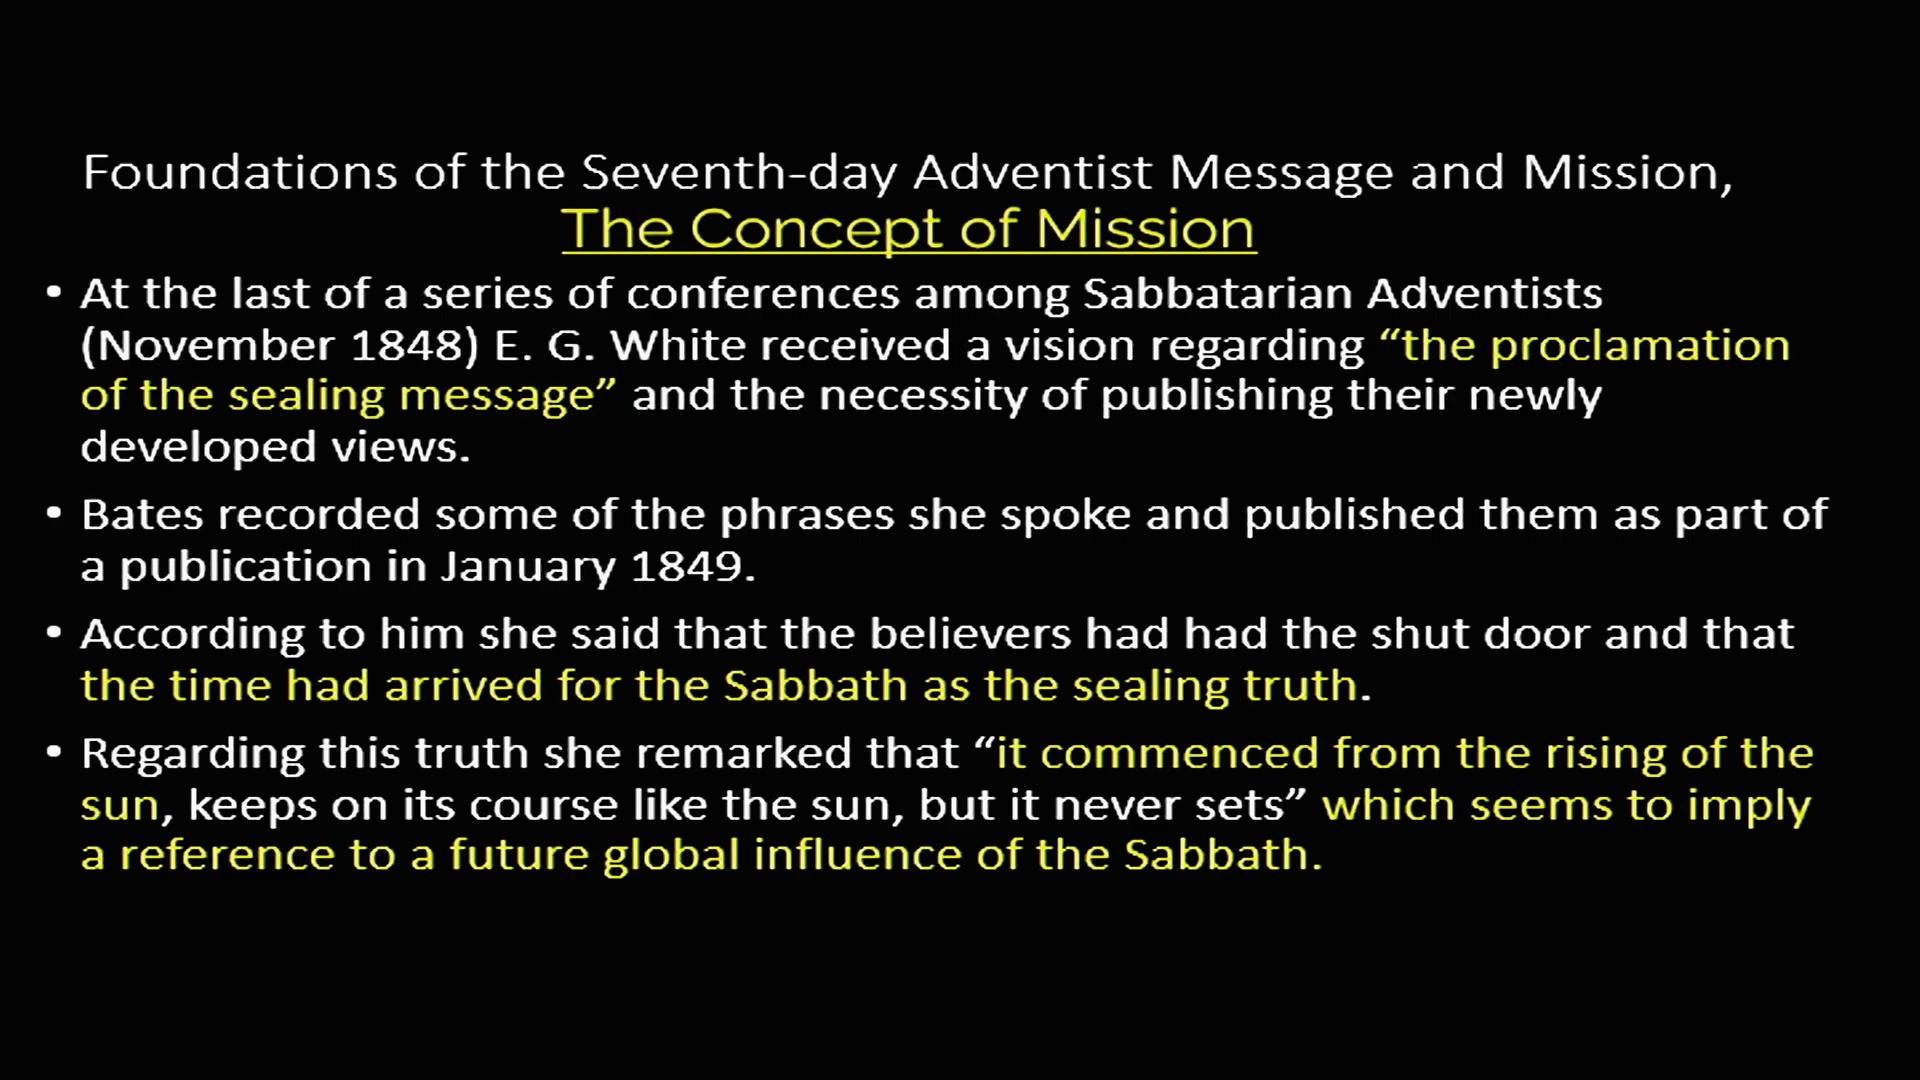 Foundations of the Seventh-day Adventist Message and Mission,
The Concept of Mission
• At the last of a series of conferences among Sabbatarian Adventists
(November 1848) E. G. White received a vision regarding “the proclamation
of the sealing message” and the necessity of publishing their newly
developed views.
• Bates recorded some of the phrases she spoke and published them as part of
a publication in January 1849.
• According to him she said that the believers had had the shut door and that
the time had arrived for the Sabbath as the sealing truth.
• Regarding this truth she remarked that “it commenced from the rising of the
sun, keeps on its course like the sun, but it never sets” which seems to imply
a reference to a future global influence of the Sabbath.